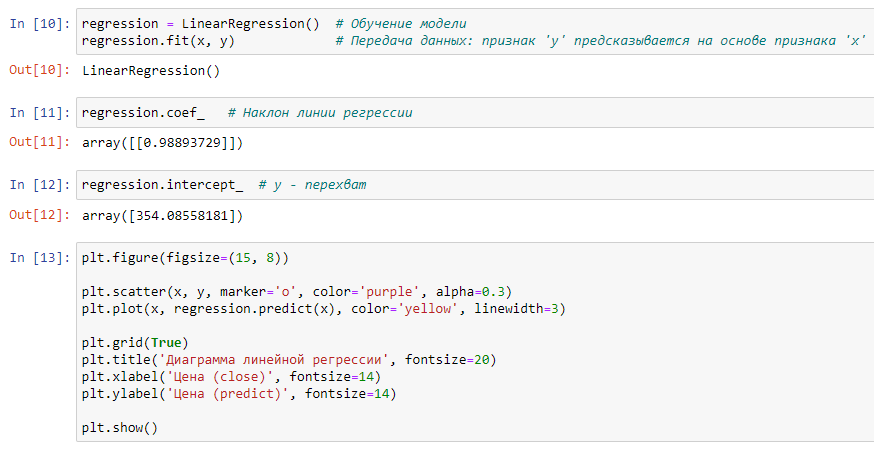 In [10]: regression = LinearRegression()  # Обучение модели
regression.fit(x, y)             # Передача данных: признак 'y' предсказывается на основе признака 'x'
Out[10]: LinearRegression()
In [11]: regression.coef_   # Наклон линии регрессии
Out[11]: array([[0.98893729]])
In [12]: regression.intercept_  # y - перехват
Out[12]: array([354.08558181])
In [13]: plt.figure(figsize=(15, 8))
plt.scatter(x, y, marker='o', color='purple', alpha=0.3)
plt.plot(x, regression.predict(x), color='yellow', linewidth=3)
plt.grid(True)
plt.title('Диаграмма линейной регрессии', fontsize=20)
plt.xlabel('Цена (close)', fontsize=14)
plt.ylabel('Цена (predict)', fontsize=14)
plt.show()